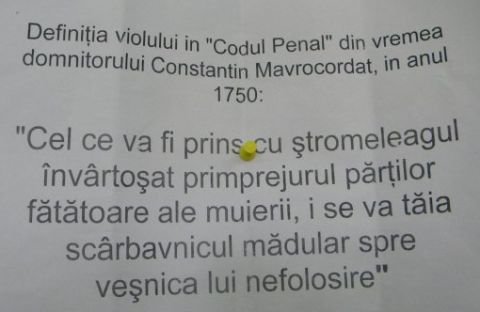 Definiția violului in "Codul Penal" din vremea
domnitorului Constantin Mavrocordat, in anul
1750:
"Cel ce va fi prins cu ştromeleagul
învârtoşat primprejurul părților
fătătoare ale muierii, i se va tăia
scârbavnicul mădular spre
veşnica lui nefolosire"